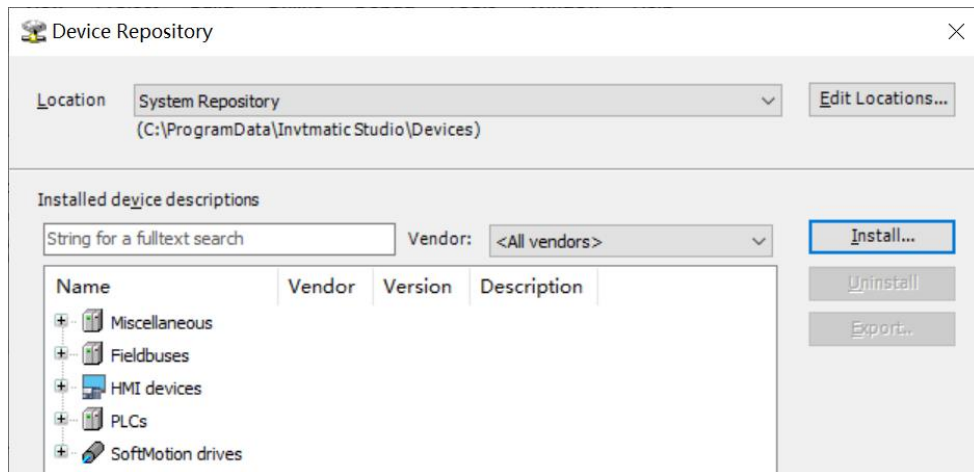 Device Repository
Location System Repository Edit Locations...
(C:\ProgramData\Invtmatic Studio\Devices)
Installed device descriptions
String for a fulltext search Vendor: <All vendors> Install...
Name Vendor Version Description Uninstall
Miscellaneous
Export..
Fieldbuses
HMI devices
PLCs
SoftMotion drives